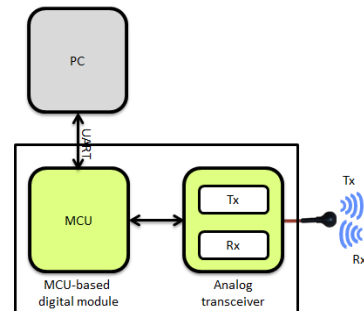 PC
UART
MCU
Tx
Rx
MCU-based
digital module
Analog
transceiver
Tx
Rx